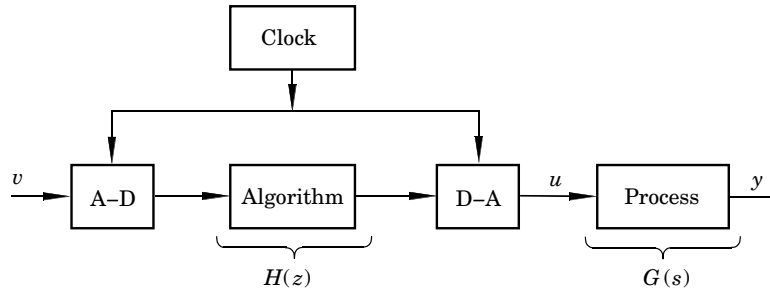 Clock
v
A–D
Algorithm
D–A
u
Process
y
H(z)
G(s)